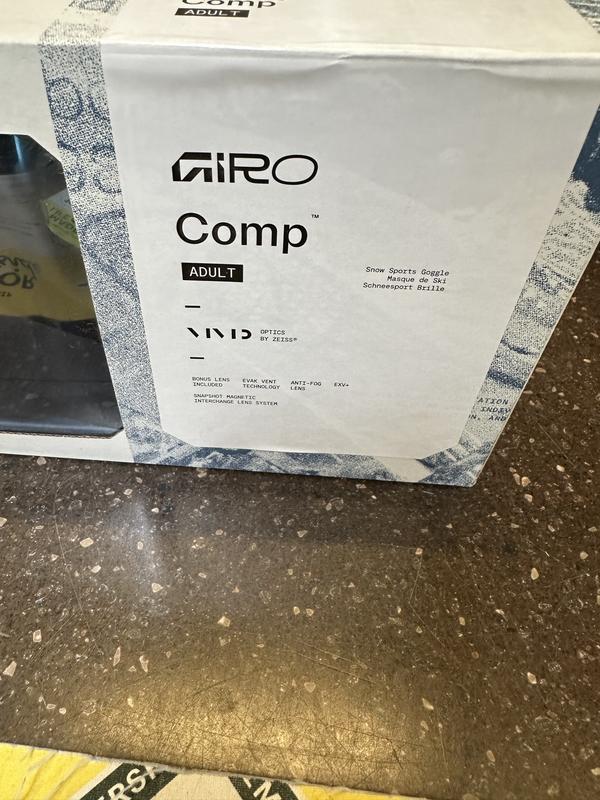 Comp
ADULT
GIRO
Comp™
ADULT
Snow Sports Goggle
Masque de Ski
Schneesport Brille
VIVID OPTICS
BY ZEISS®
BONUS LENS INCLUDED
EVAK VENT TECHNOLOGY
ANTI-FOG LENS
EXV+
SNAPSHOT MAGNETIC
INTERCHANGE LENS SYSTEM